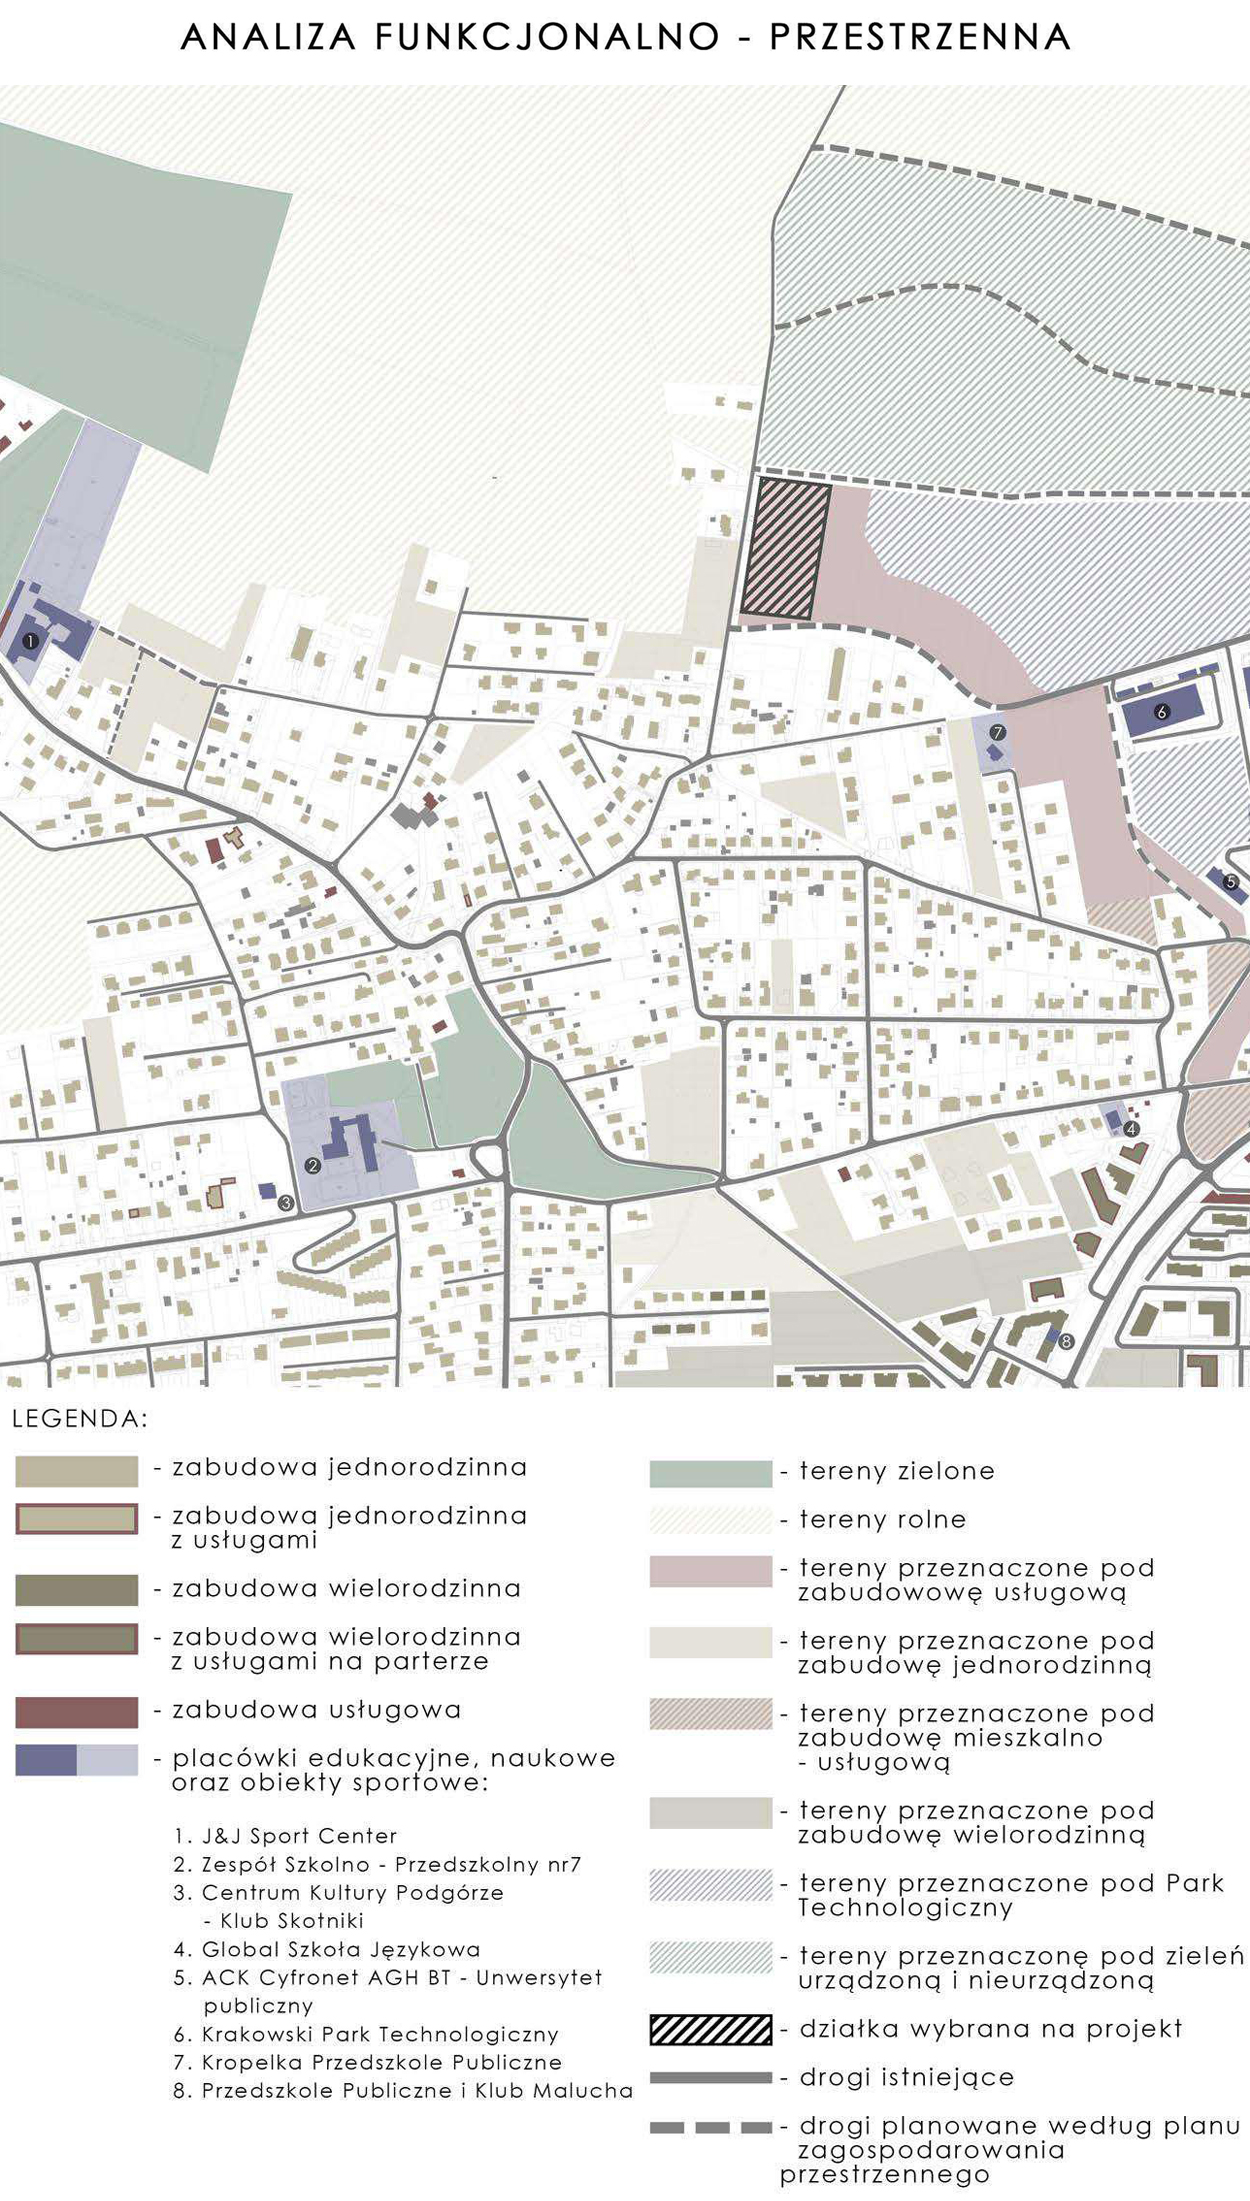 ANALIZA FUNKCJONALNO - PRZESTRZENNA
1
2
3
4
5
6
7
8
LEGENDA:
- zabudowa jednorodzinna
- zabudowa jednorodzinna
z usługami
- zabudowa wielorodzinna
- zabudowa wielorodzinna
z usługami na parterze
- zabudowa usługowa
- placówki edukacyjne, naukowe
oraz obiekty sportowe:
1. J&J Sport Center
2. Zespół Szkolno - Przedszkolny nr7
3. Centrum Kultury Podgórze
- Klub Skotniki
4. Global Szkoła Językowa
5. ACK Cyfronet AGH BT - Unwersytet
publiczny
6. Krakowski Park Technologiczny
7. Kropelka Przedszkole Publiczne
8. Przedszkole Publiczne i Klub Malucha
- tereny zielone
- tereny rolne
- tereny przeznaczone pod
zabudowowę usługową
- tereny przeznaczone pod
zabudowę jednorodzinną
- tereny przeznaczone pod
zabudowę mieszkalno
- usługową
- tereny przeznaczone pod
zabudowę wielorodzinną
- tereny przeznaczone pod Park
Technologiczny
- tereny przeznaczonę pod zieleń
urządzoną i nieurządzoną
- działka wybrana na projekt
- drogi istniejące
- drogi planowane według planu
zagospodarowania
przestrzennego